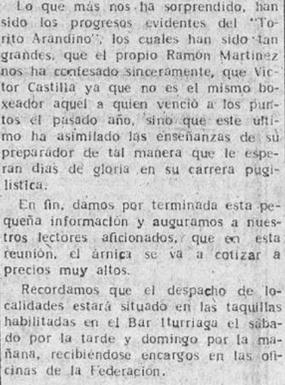 Lo que más nos ha sorprendido, han
sido los progresos evidentes del "To-
rito Arandino", los cuales han sido tan
grandes, que el propio Ramón Martínez
nos ha confesado sinceramente, que Víc-
tor Castilla ya que no es el mismo bo-
xeador aquel a quien venció a los pun-
tos el pasado año, sino que este últi-
mo ha asimilado las enseñanzas de su
preparador de tal manera que le espe-
ran días de gloria en su carrera pugi-
lística.
En fin, damos por terminada esta pe-
queña información y auguramos a nues-
tros lectores aficionados, que en esta
reunión, el árnica se va a cotizar a
precios muy altos.
Recordamos que el despacho de lo-
calidades estará situado en las taquillas
habilitadas en el Bar Iturriaga el sába-
do por la tarde y domingo por la ma-
ñana, recibiéndose encargos en las ofi-
cinas de la Federación.